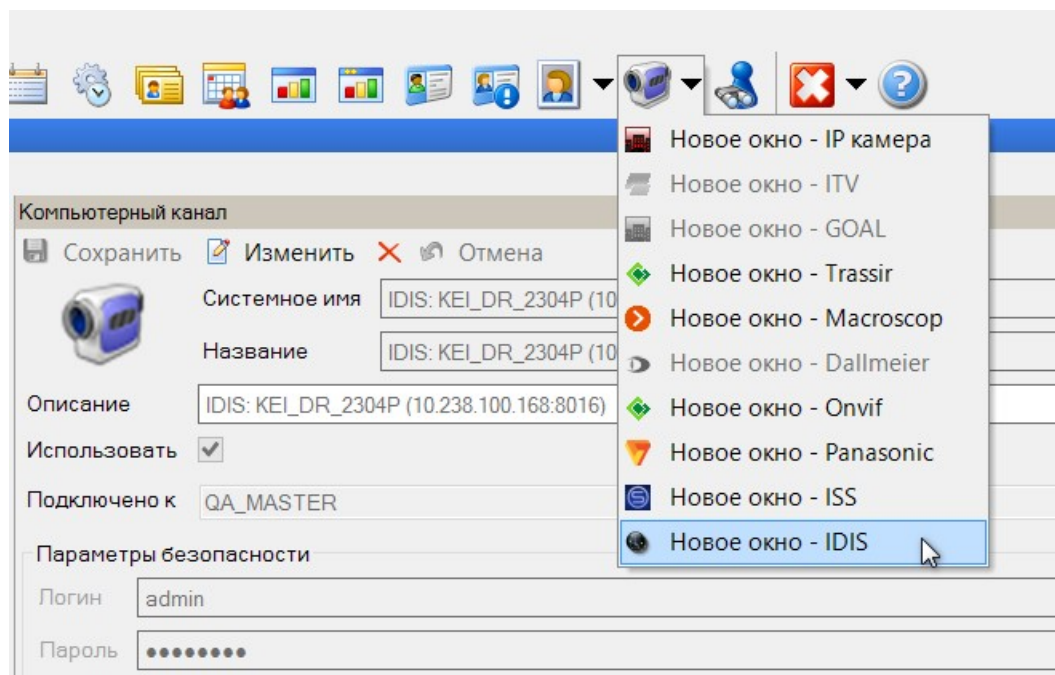 Новое окно - IP камера
Новое окно - ITV
Новое окно - GOAL
Новое окно - Trassir
Новое окно - Macroscop
Новое окно - Dallmeier
Новое окно - Onvif
Новое окно - Panasonic
Новое окно - ISS
Новое окно - IDIS
Компьютерный канал
Сохранить Изменить Отмена
Системное имя IDIS: KEI_DR_2304P (10
Название IDIS: KEI_DR_2304P (10
Описание IDIS: KEI_DR_2304P (10.238.100.168:8016)
Использовать
Подключено к QA_MASTER
Параметры безопасности
Логин admin
Пароль ●●●●●●●●